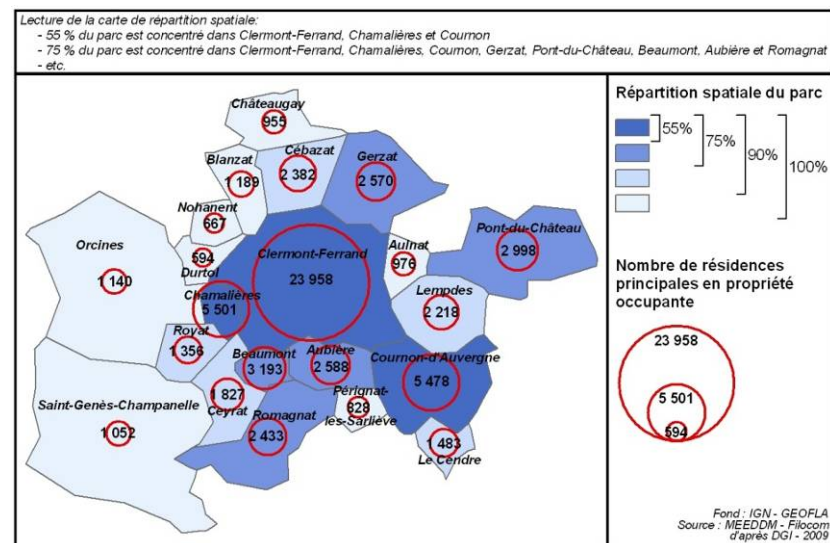 Lecture de la carte de répartition spatiale:
- 55 % du parc est concentré dans Clermont-Ferrand, Chamalières et Cournon
- 75 % du parc est concentré dans Clermont-Ferrand, Chamalières, Cournon, Gerzat, Pont-du-Château, Beaumont, Aubière et Romagnat
- etc.
Châteaugay
955
Cébazat
2 382
Gerzat
2 570
Blanzat
1 189
Nohanent
667
Orcines
1 140
594
Durtol
Clermont-Ferrand
23 958
Aulnat
976
Pont-du-Château
2 998
Chamalières
5 501
Lempdes
2 218
Royat
1 356
Beaumont
3 193
Aubière
2 588
Cournon-d'Auvergne
5 478
Saint-Genès-Champanelle
1 052
1 827
Ceyrat
Romagnat
2 433
Pérignat-
828
lès-Sarliève
1 483
Le Cendre
Répartition spatiale du parc
55%
75%
90%
100%
Nombre de résidences
principales en propriété
occupante
23 958
5 501
594
Fond : IGN - GEOFLA
Source : MEEDDM - Filocom
d'après DGI - 2009